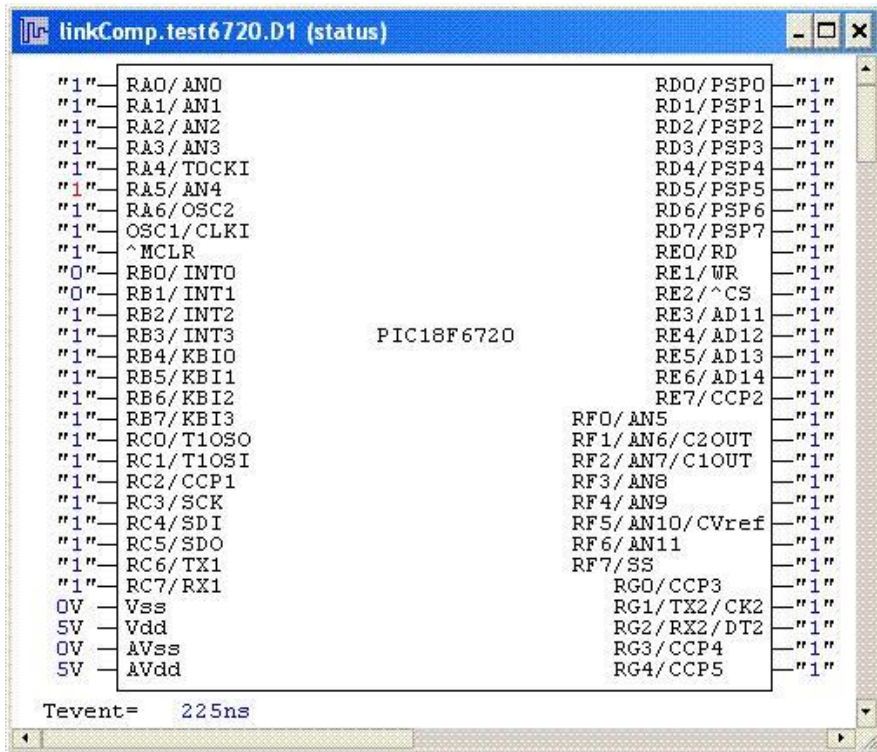 linkComp.test6720.D1 (status)
"1" RA0/AN0 RD0/PSP0 "1"
"1" RA1/AN1 RD1/PSP1 "1"
"1" RA2/AN2 RD2/PSP2 "1"
"1" RA3/AN3 RD3/PSP3 "1"
"1" RA4/TOCKI RD4/PSP4 "1"
"1" RA5/AN4 RD5/PSP5 "1"
"1" RA6/OSC2 RD6/PSP6 "1"
"1" OSC1/CLKI RD7/PSP7 "1"
"1" ^MCLR RE0/RD "1"
"0" RB0/INT0 RE1/WR "1"
"0" RB1/INT1 RE2/^CS "1"
"1" RB2/INT2 RE3/AD11 "1"
"1" RB3/INT3 PIC18F6720 RE4/AD12 "1"
"1" RB4/KBI0 RE5/AD13 "1"
"1" RB5/KBI1 RE6/AD14 "1"
"1" RB6/KBI2 RE7/CCP2 "1"
"1" RB7/KBI3 RF0/AN5 "1"
"1" RC0/T1OSO RF1/AN6/C2OUT "1"
"1" RC1/T1OSI RF2/AN7/C1OUT "1"
"1" RC2/CCP1 RF3/AN8 "1"
"1" RC3/SCK RF4/AN9 "1"
"1" RC4/SDI RF5/AN10/CVref "1"
"1" RC5/SDO RF6/AN11 "1"
"1" RC6/TX1 RF7/SS "1"
"1" RC7/RX1 RG0/CCP3 "1"
0V Vss RG1/TX2/CK2 "1"
5V Vdd RG2/RX2/DT2 "1"
0V AVss RG3/CCP4 "1"
5V AVdd RG4/CCP5 "1"
Tevent= 225ns